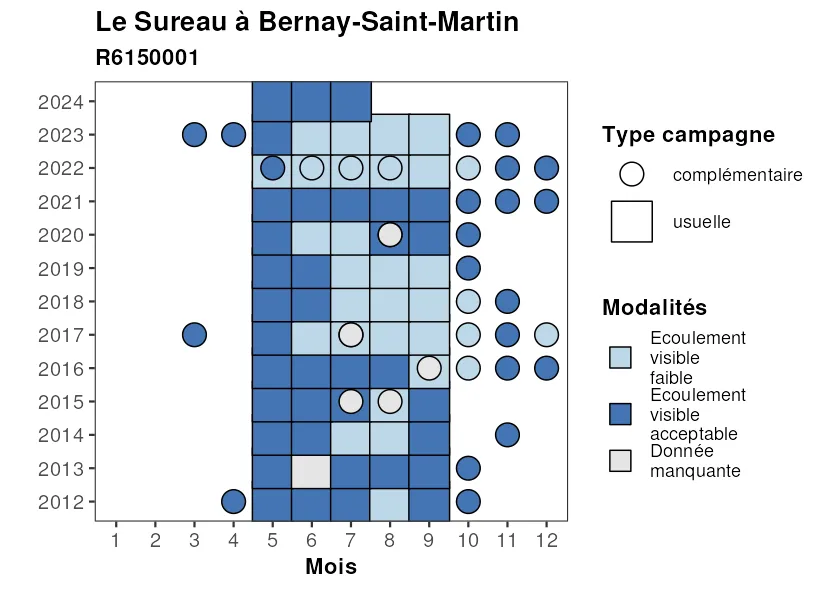 Le Sureau à Bernay-Saint-Martin
R6150001
2024
2023
2022
2021
2020
2019
2018
2017
2016
2015
2014
2013
2012
1 2 3 4 5 6 7 8 9 10 11 12
Mois
Type campagne
complémentaire
usuelle
Modalités
Ecoulement
visible
faible
Ecoulement
visible
acceptable
Donnée
manquante